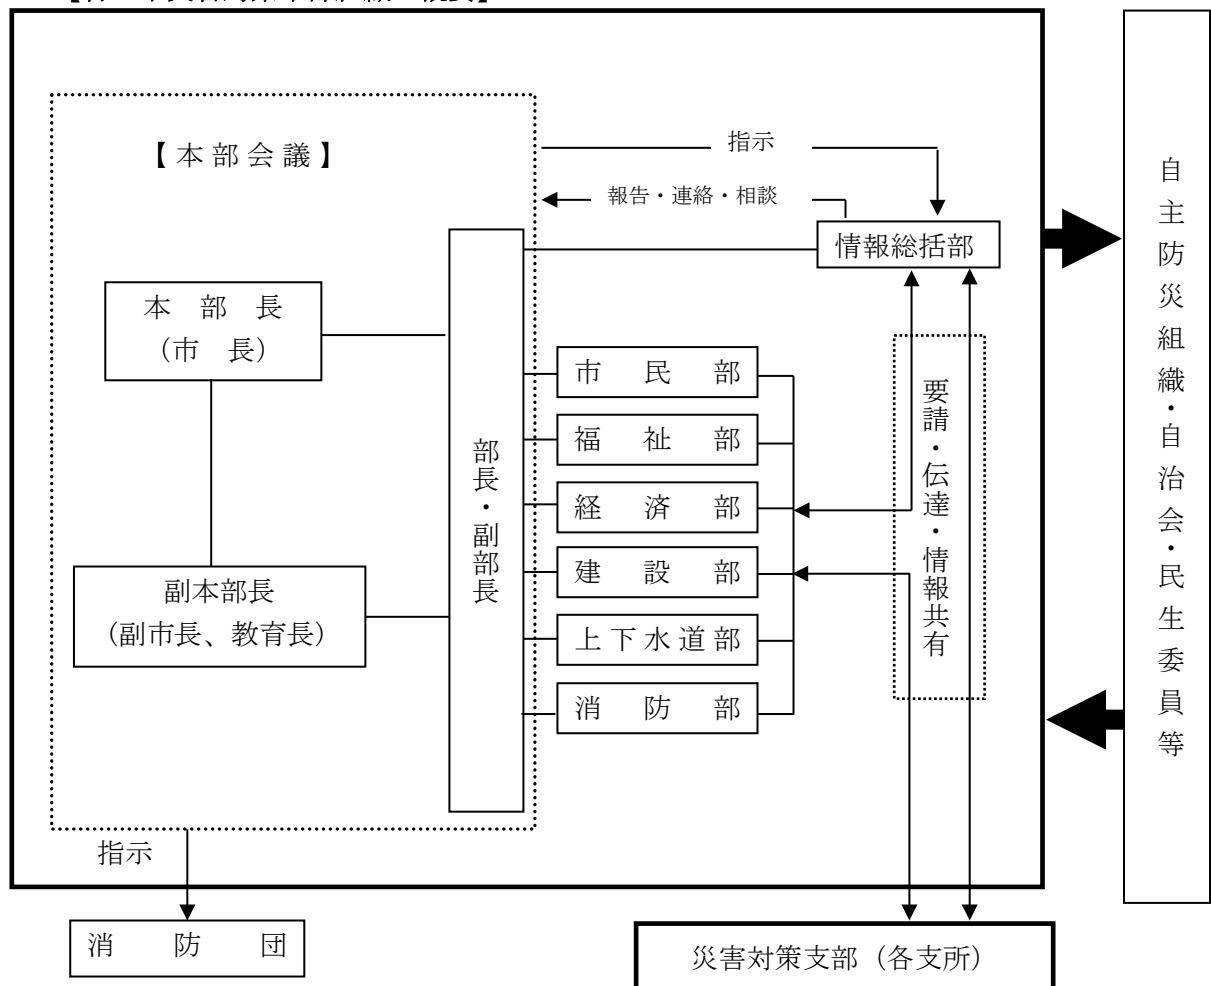 【本部会議】
指示
報告・連絡・相談
情報総括部
本　部　長
（市　長）
副本部長
（副市長、教育長）
部長・副部長
市　民　部
福　祉　部
経　済　部
建　設　部
上下水道部
消　防　部
要請・伝達・情報共有
自主防災組織・自治会・民生委員等
指示
消　防　団
災害対策支部（各支所）